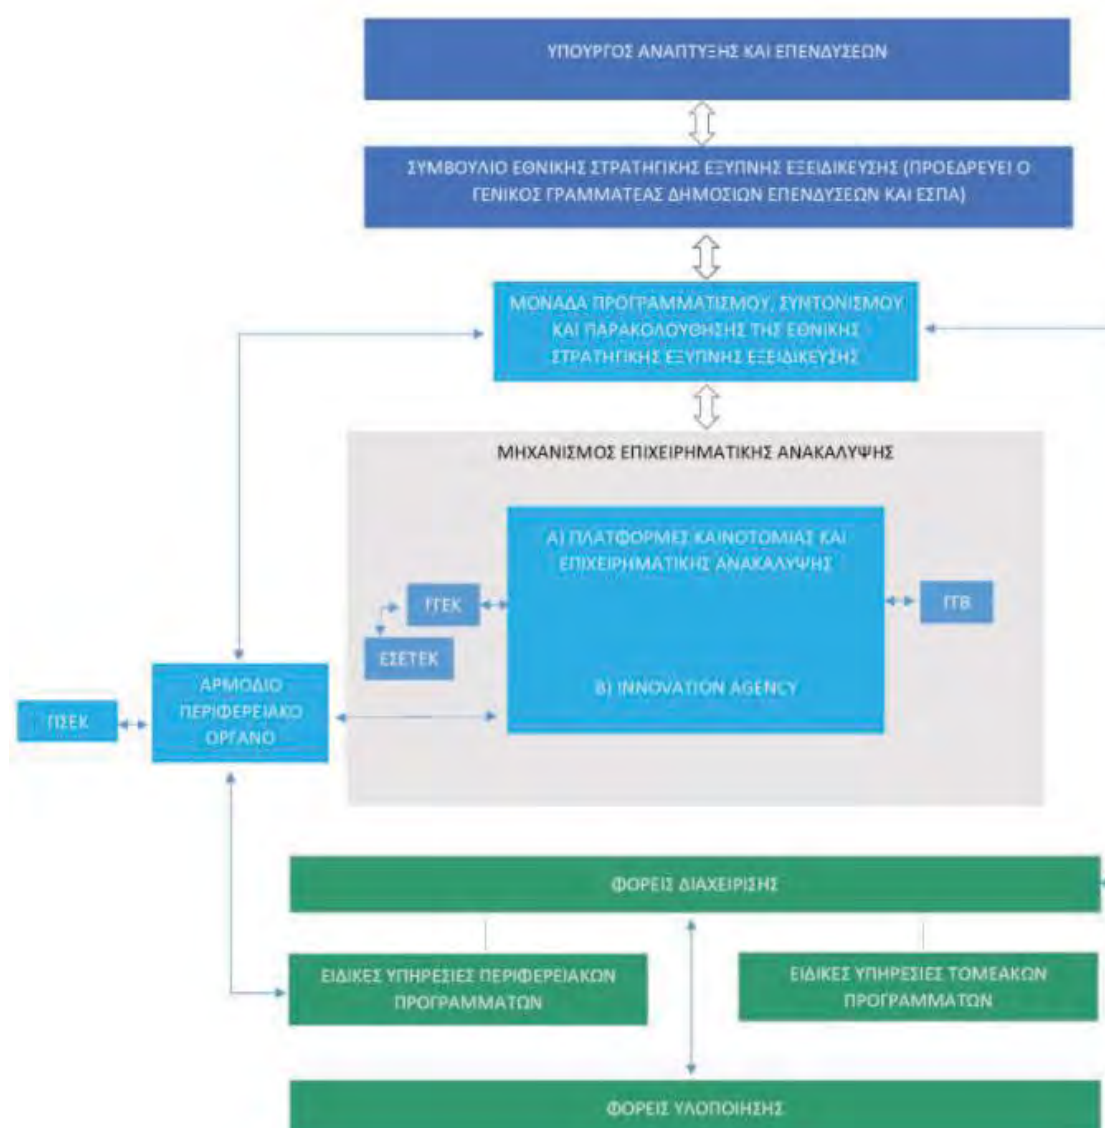 ΥΠΟΥΡΓΟΣ ΑΝΑΠΤΥΞΗΣ ΚΑΙ ΕΠΕΝΔΥΣΕΩΝ
ΣΥΜΒΟΥΛΙΟ ΕΘΝΙΚΗΣ ΣΤΡΑΤΗΓΙΚΗΣ ΕΞΥΠΝΗΣ ΕΞΕΙΔΙΚΕΥΣΗΣ (ΠΡΟΕΔΡΕΥΕΙ Ο
ΓΕΝΙΚΟΣ ΓΡΑΜΜΑΤΕΑΣ ΔΗΜΟΣΙΩΝ ΕΠΕΝΔΥΣΕΩΝ ΚΑΙ ΕΣΠΑ)
ΜΟΝΑΔΑ ΠΡΟΓΡΑΜΜΑΤΙΣΜΟΥ, ΣΥΝΤΟΝΙΣΜΟΥ
ΚΑΙ ΠΑΡΑΚΟΛΟΥΘΗΣΗΣ ΤΗΣ ΕΘΝΙΚΗΣ
ΣΤΡΑΤΗΓΙΚΗΣ ΕΞΥΠΝΗΣ ΕΞΕΙΔΙΚΕΥΣΗΣ
ΜΗΧΑΝΙΣΜΟΣ ΕΠΙΧΕΙΡΗΜΑΤΙΚΗΣ ΑΝΑΚΑΛΥΨΗΣ
Α) ΠΛΑΤΦΟΡΜΕΣ ΚΑΙΝΟΤΟΜΙΑΣ ΚΑΙ
ΕΠΙΧΕΙΡΗΜΑΤΙΚΗΣ ΑΝΑΚΑΛΥΨΗΣ
ΓΓΕΚ
ΓΓΒ
ΕΣΕΤΕΚ
Β) INNOVATION AGENCY
ΑΡΜΟΔΙΟ
ΠΕΡΙΦΕΡΕΙΑΚΟ
ΟΡΓΑΝΟ
ΠΣΕΚ
ΦΟΡΕΙΣ ΔΙΑΧΕΙΡΙΣΗΣ
ΕΙΔΙΚΕΣ ΥΠΗΡΕΣΙΕΣ ΠΕΡΙΦΕΡΕΙΑΚΩΝ
ΠΡΟΓΡΑΜΜΑΤΩΝ
ΕΙΔΙΚΕΣ ΥΠΗΡΕΣΙΕΣ ΤΟΜΕΑΚΩΝ
ΠΡΟΓΡΑΜΜΑΤΩΝ
ΦΟΡΕΙΣ ΥΛΟΠΟΙΗΣΗΣ